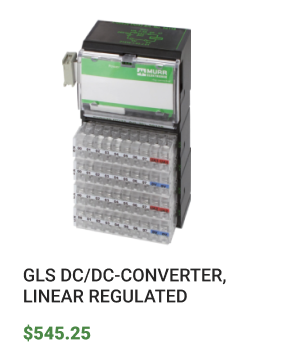 MURR
GLS DC/DC-CONVERTER,
LINEAR REGULATED
$545.25